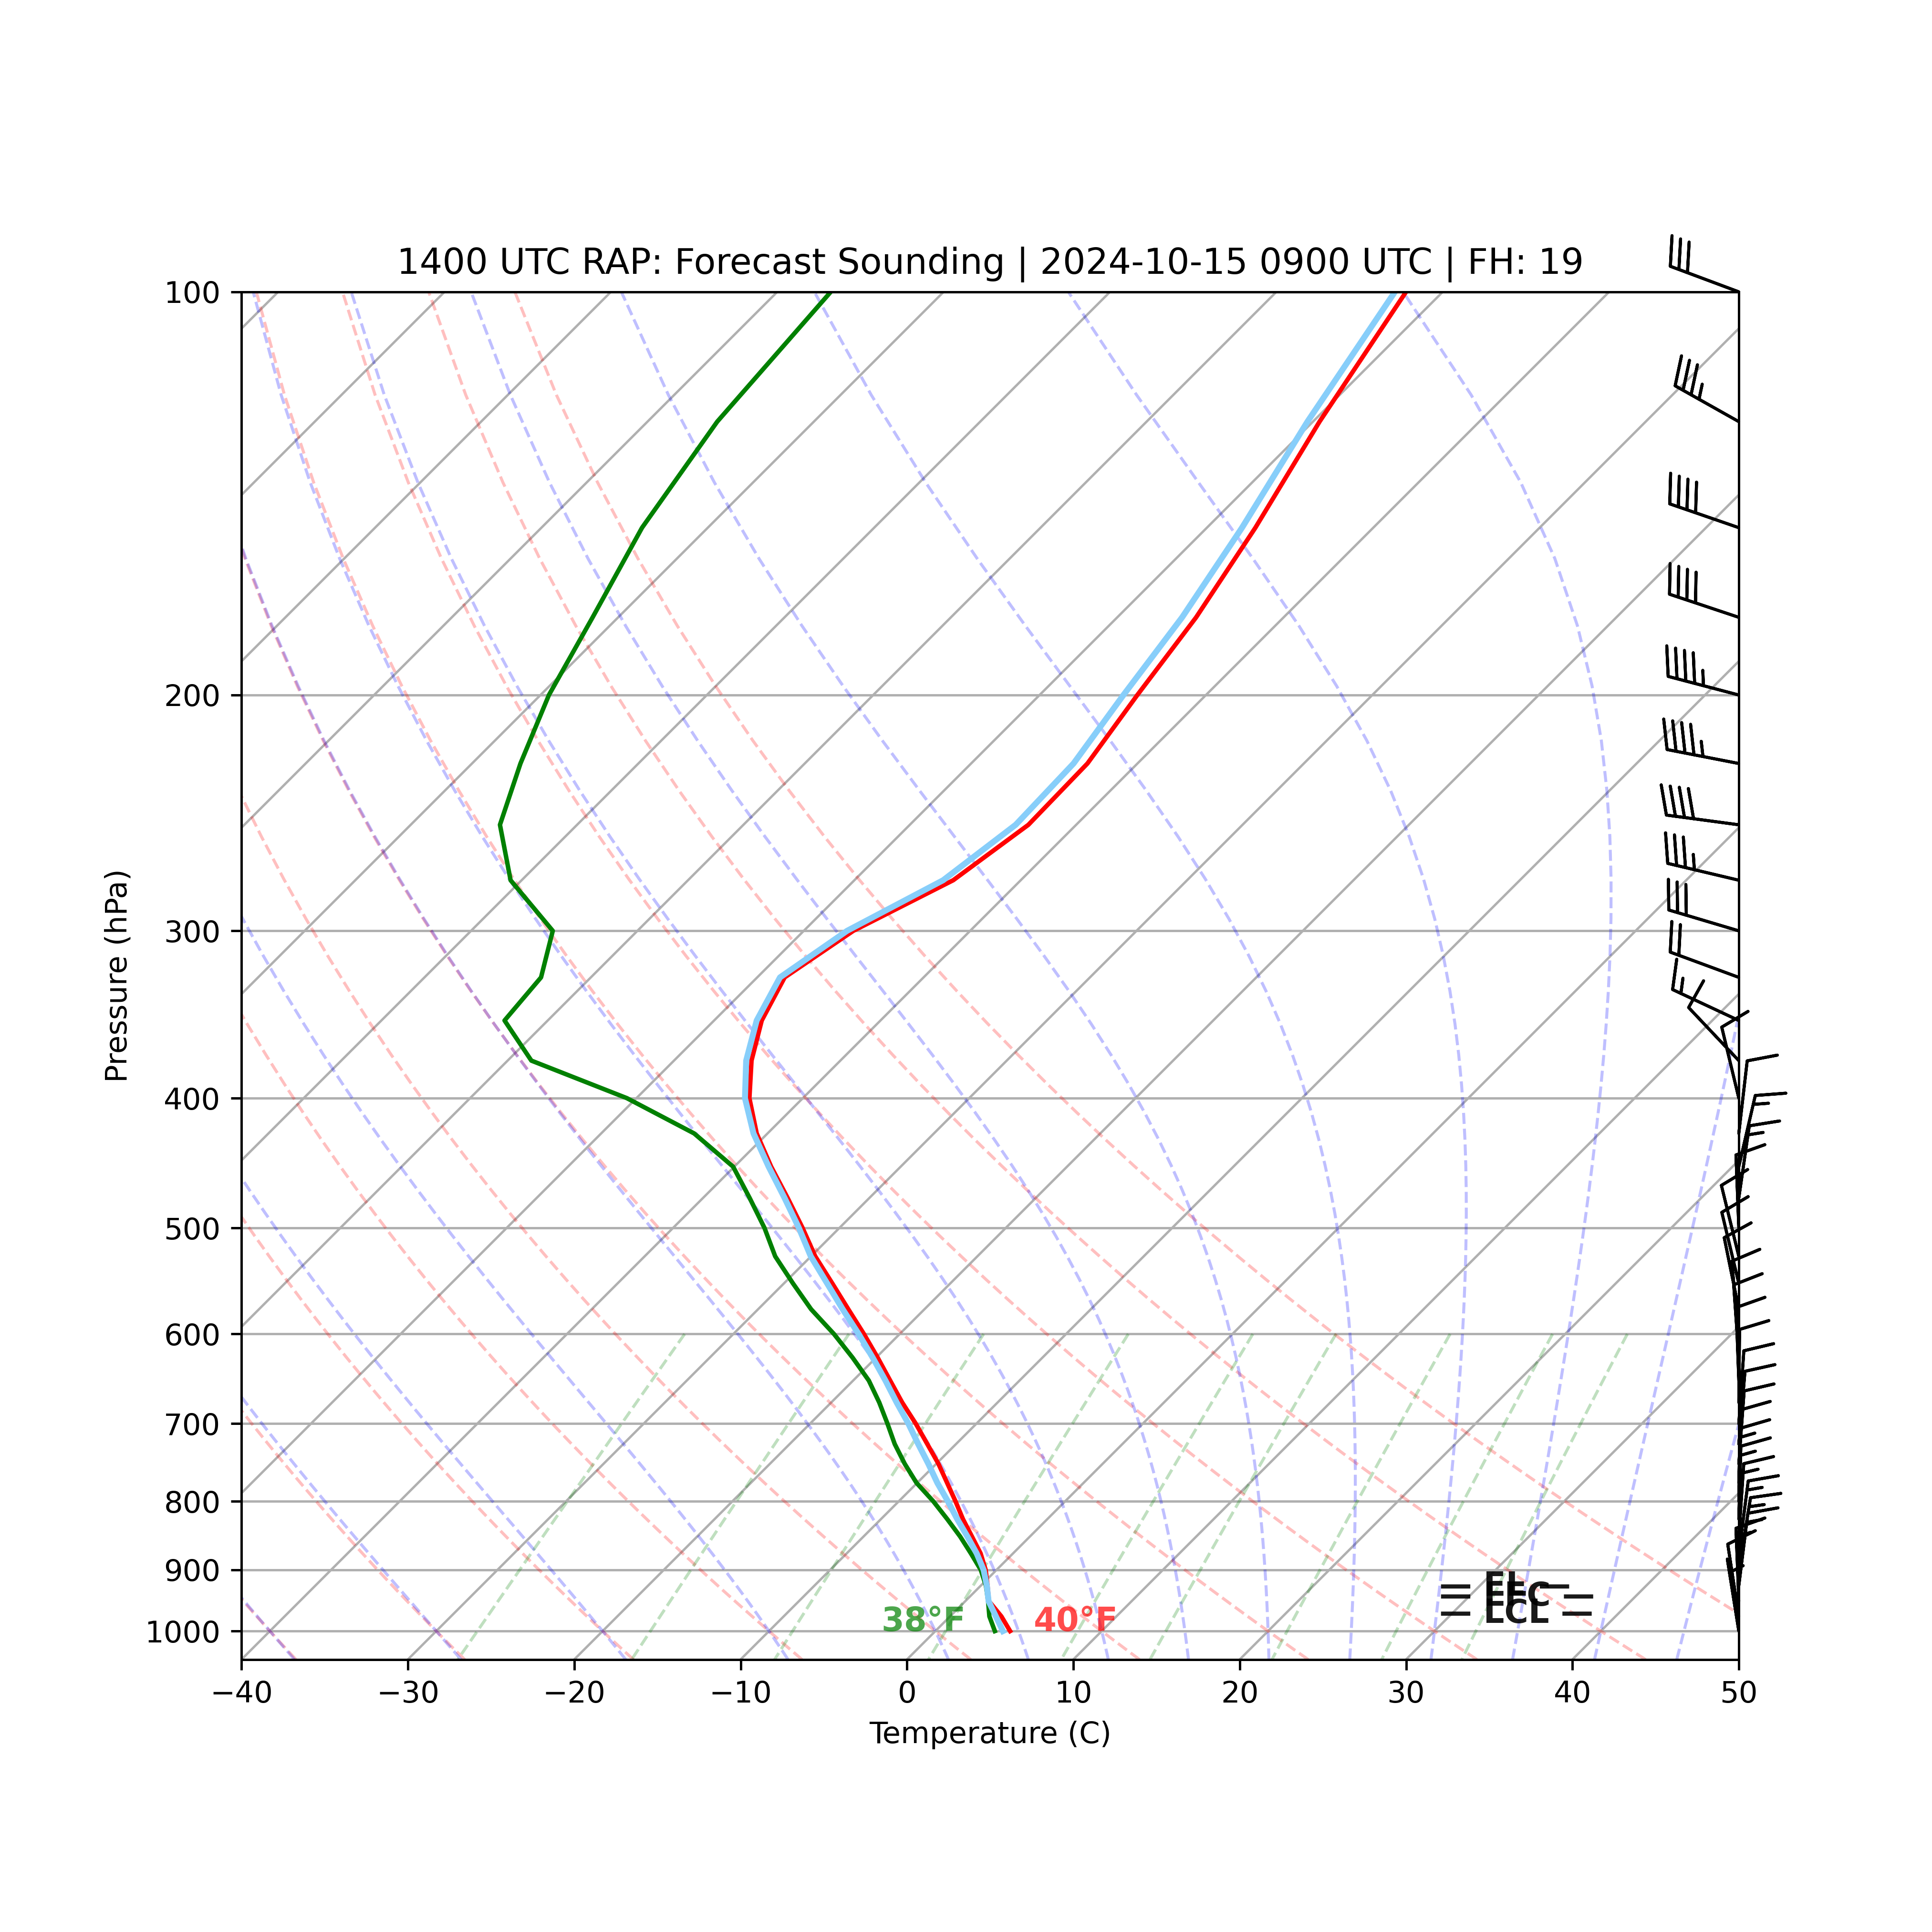 1400 UTC RAP: Forecast Sounding | 2024-10-15 0900 UTC | FH: 19
100
200
300
400
500
600
700
800
900
1000
Pressure (hPa)
38°F
40°F
— EL —
— LFC —
— LCL —
−40
−30
−20
−10
0
10
20
30
40
50
Temperature (C)